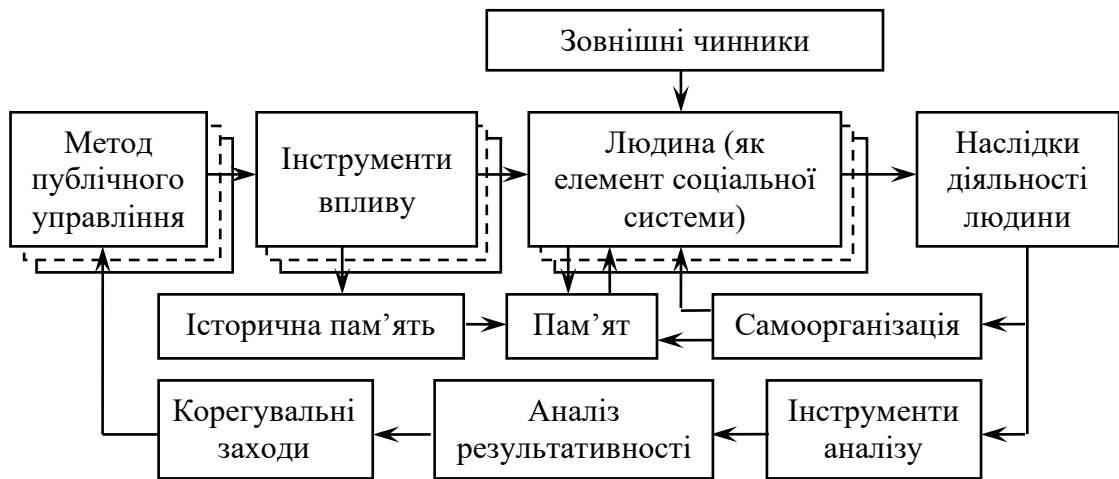 Зовнішні чинники
Метод
публічного
управління
Інструменти
впливу
Людина (як
елемент соціальної
системи)
Наслідки
діяльності
людини
Історична пам’ять
Пам’ят
Самоорганізація
Корегувальні
заходи
Аналіз
результативності
Інструменти
аналізу